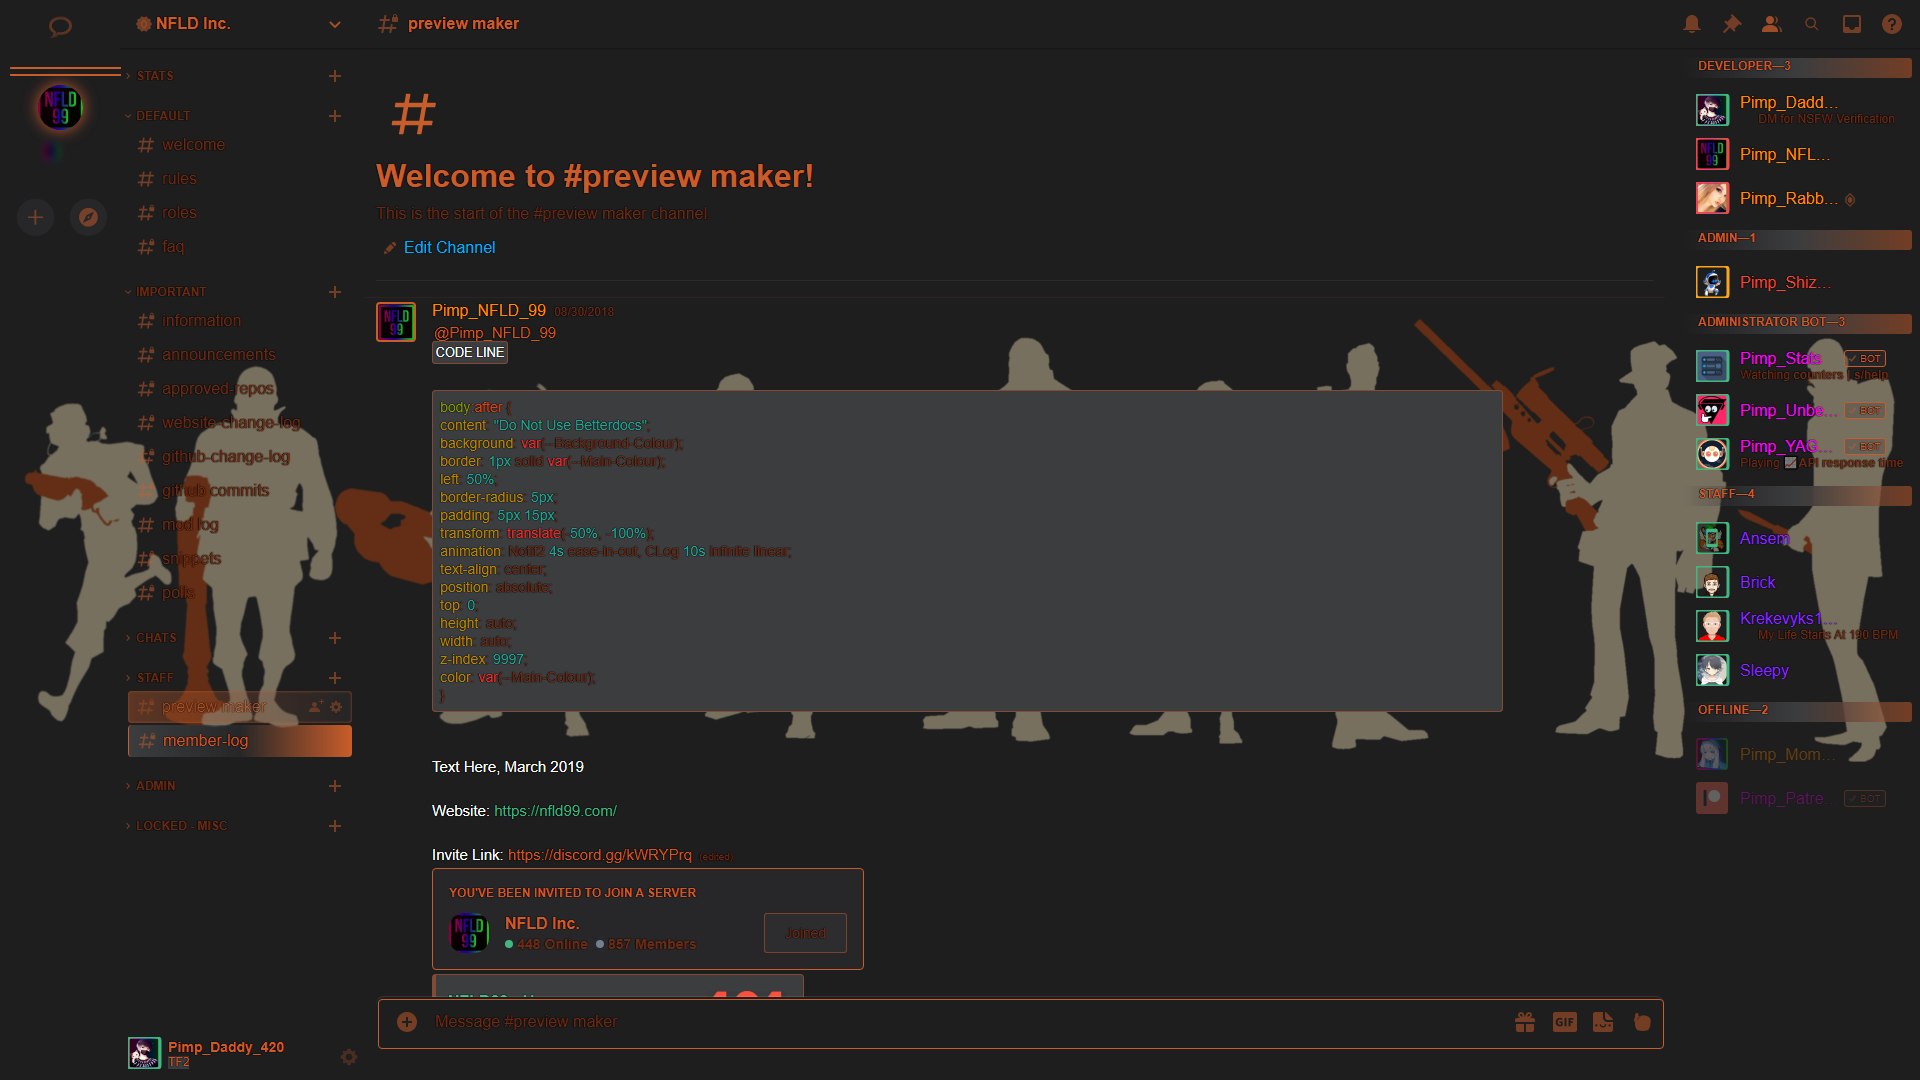 NFLD Inc.
STATS
DEFAULT
welcome
rules
roles
faq
IMPORTANT
information
announcements
approved-repos
website-change-log
github-change-log
github-commits
mod-log
snippets
polls
CHATS
STAFF
preview maker
member-log
ADMIN
LOCKED - MISC
Pimp_Daddy_420
TF2
preview maker
Welcome to #preview maker!
This is the start of the #preview maker channel
Edit Channel
Pimp_NFLD_99 08/30/2018
@Pimp_NFLD_99
CODE LINE
body:after {
content: "Do Not Use Betterdocs";
background: var(--Background-Colour);
border: 1px solid var(--Main-Colour);
left: 50%;
border-radius: 5px;
padding: 5px 15px;
transform: translate(-50%, -100%);
animation: Notif2 4s ease-in-out, CLog 10s infinite linear;
text-align: center;
position: absolute;
top: 0;
height: auto;
width: auto;
z-index: 9997;
color: var(--Main-Colour);
}
Text Here, March 2019
Website: https://nfld99.com/
Invite Link: https://discord.gg/kWRYPrq (edited)
YOU'VE BEEN INVITED TO JOIN A SERVER
NFLD Inc.
448 Online 857 Members
Joined
NFLD
99
Message #preview maker
GIF
DEVELOPER—3
Pimp_Dadd...
DM for NSFW Verification
Pimp_NFL...
Pimp_Rabb...
ADMIN—1
Pimp_Shiz...
ADMINISTRATOR BOT—3
Pimp_Stats BOT
Watching counters | s/help
Pimp_Unbe... BOT
Pimp_YAG... BOT
Playing API response time
STAFF—4
Ansem
Brick
Krekevyks1...
My Life Starts At 190 BPM
Sleepy
OFFLINE—2
Pimp_Mom...
Pimp_Patre... BOT